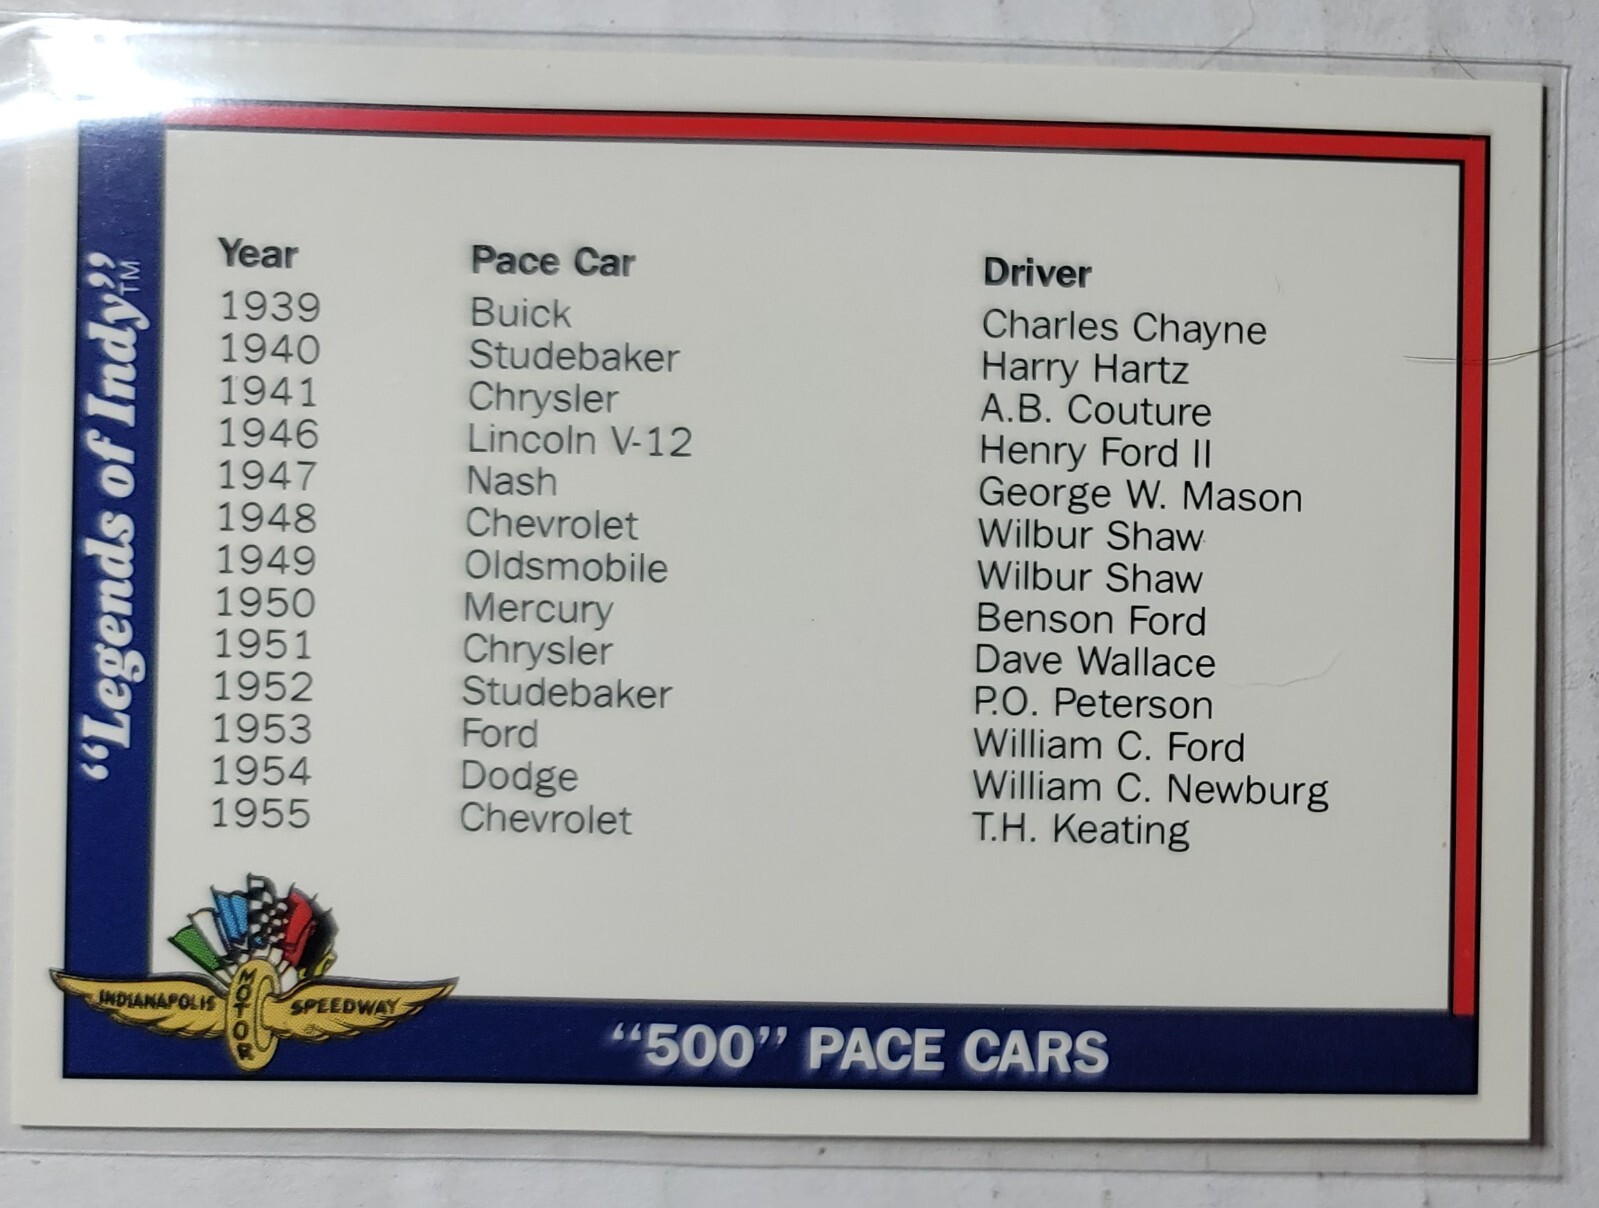 "Legends of Indy"™
Year Pace Car Driver
1939 Buick Charles Chayne
1940 Studebaker Harry Hartz
1941 Chrysler A.B. Couture
1946 Lincoln V-12 Henry Ford II
1947 Nash George W. Mason
1948 Chevrolet Wilbur Shaw
1949 Oldsmobile Wilbur Shaw
1950 Mercury Benson Ford
1951 Chrysler Dave Wallace
1952 Studebaker P.O. Peterson
1953 Ford William C. Ford
1954 Dodge William C. Newburg
1955 Chevrolet T.H. Keating
INDIANAPOLIS MOTOR SPEEDWAY
"500" PACE CARS